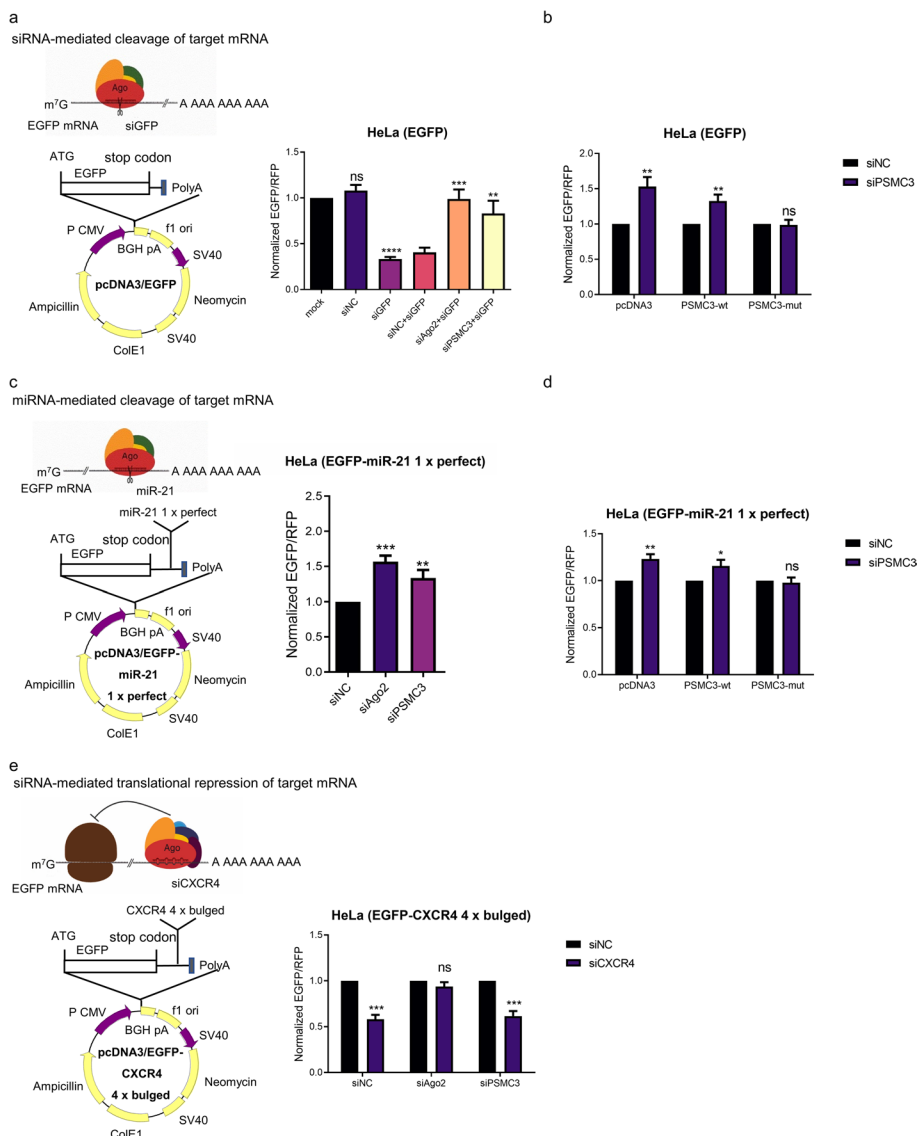 a
siRNA-mediated cleavage of target mRNA
Ago
m⁷G
A AAA AAA AAA
EGFP mRNA
siGFP
ATG
stop codon
EGFP
PolyA
P CMV
f1 ori
BGH pA
SV40
pcDNA3/EGFP
Ampicillin
Neomycin
SV40
ColE1
HeLa (EGFP)
Normalized EGFP/RFP
1.5
1.0
0.5
0.0
ns
****
***
**
mock
siNC
siGFP
siNC+siGFP
siAgo2+siGFP
siPSMC3+siGFP
b
HeLa (EGFP)
siNC
siPSMC3
Normalized EGFP/RFP
2.0
1.5
1.0
0.5
0.0
**
**
ns
pcDNA3
PSMC3-wt
PSMC3-mut
c
miRNA-mediated cleavage of target mRNA
Ago
m⁷G
A AAA AAA AAA
EGFP mRNA
miR-21
miR-21 1 x perfect
ATG
stop codon
EGFP
PolyA
P CMV
f1 ori
BGH pA
SV40
pcDNA3/EGFP-
miR-21
1 x perfect
Ampicillin
Neomycin
SV40
ColE1
HeLa (EGFP-miR-21 1 x perfect)
Normalized EGFP/RFP
2.5
2.0
1.5
1.0
1.5
0.0
***
**
siNC
siAgo2
siPSMC3
d
HeLa (EGFP-miR-21 1 x perfect)
siNC
siPSMC3
Normalized EGFP/RFP
1.5
1.0
0.5
0.0
**
*
ns
pcDNA3
PSMC3-wt
PSMC3-mut
e
siRNA-mediated translational repression of target mRNA
Ago
m⁷G
A AAA AAA AAA
EGFP mRNA
siCXCR4
CXCR4 4 x bulged
ATG
stop codon
EGFP
PolyA
P CMV
f1 ori
BGH pA
SV40
pcDNA3/EGFP-
CXCR4
4 x bulged
Ampicillin
Neomycin
SV40
ColE1
HeLa (EGFP-CXCR4 4 x bulged)
siNC
siCXCR4
Normalized EGFP/RFP
1.5
1.0
0.5
0.0
***
ns
***
siNC
siAgo2
siPSMC3